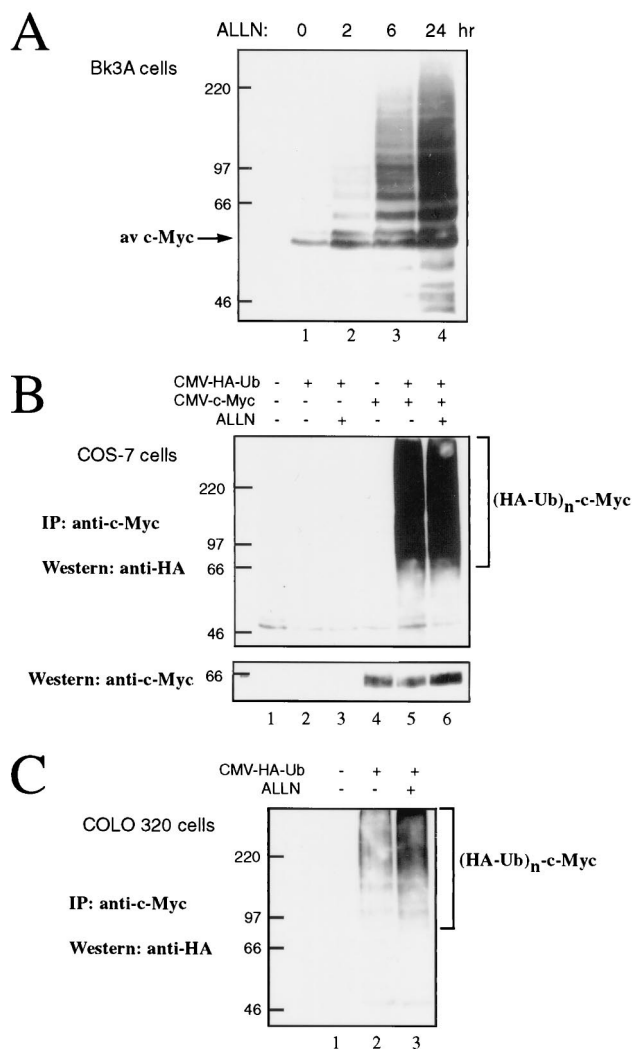 A
ALLN: 0 2 6 24 hr
Bk3A cells
220
97
66
av c-Myc
46
1 2 3 4
B
CMV-HA-Ub - + + - + +
CMV-c-Myc - - - + + +
ALLN - - + - - +
COS-7 cells
220
(HA-Ub)n-c-Myc
IP: anti-c-Myc
97
Western: anti-HA
66
46
Western: anti-c-Myc 66
1 2 3 4 5 6
C
CMV-HA-Ub - + +
ALLN - - +
COLO 320 cells
220
(HA-Ub)n-c-Myc
IP: anti-c-Myc
97
Western: anti-HA
66
46
1 2 3